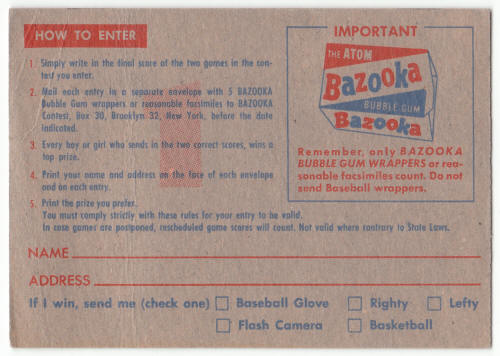 HOW TO ENTER
1. Simply write in the final score of the two games in the con-
test you enter.
2. Mail each entry in a separate envelope with 5 BAZOOKA
Bubble Gum wrappers or reasonable facsimiles to BAZOOKA
Contest, Box 30, Brooklyn 32, New York, before the date
indicated.
3. Every boy or girl who sends in the two correct scores, wins a
top prize.
4. Print your name and address on the face of each envelope
and on each entry.
5. Print the prize you prefer.
You must comply strictly with these rules for your entry to be valid.
In case games are postponed, rescheduled game scores will count. Not valid where contrary to State Laws.
IMPORTANT
THE ATOM
Bazooka
BUBBLE GUM
Bazooka
Remember, only BAZOOKA
BUBBLE GUM WRAPPERS or rea-
sonable facsimiles count. Do not
send Baseball wrappers.
NAME
ADDRESS
If I win, send me (check one) Baseball Glove Righty Lefty
Flash Camera Basketball